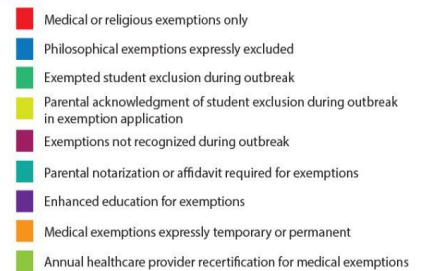 Medical or religious exemptions only
Philosophical exemptions expressly excluded
Exempted student exclusion during outbreak
Parental acknowledgment of student exclusion during outbreak
in exemption application
Exemptions not recognized during outbreak
Parental notarization or affidavit required for exemptions
Enhanced education for exemptions
Medical exemptions expressly temporary or permanent
Annual healthcare provider recertification for medical exemptions